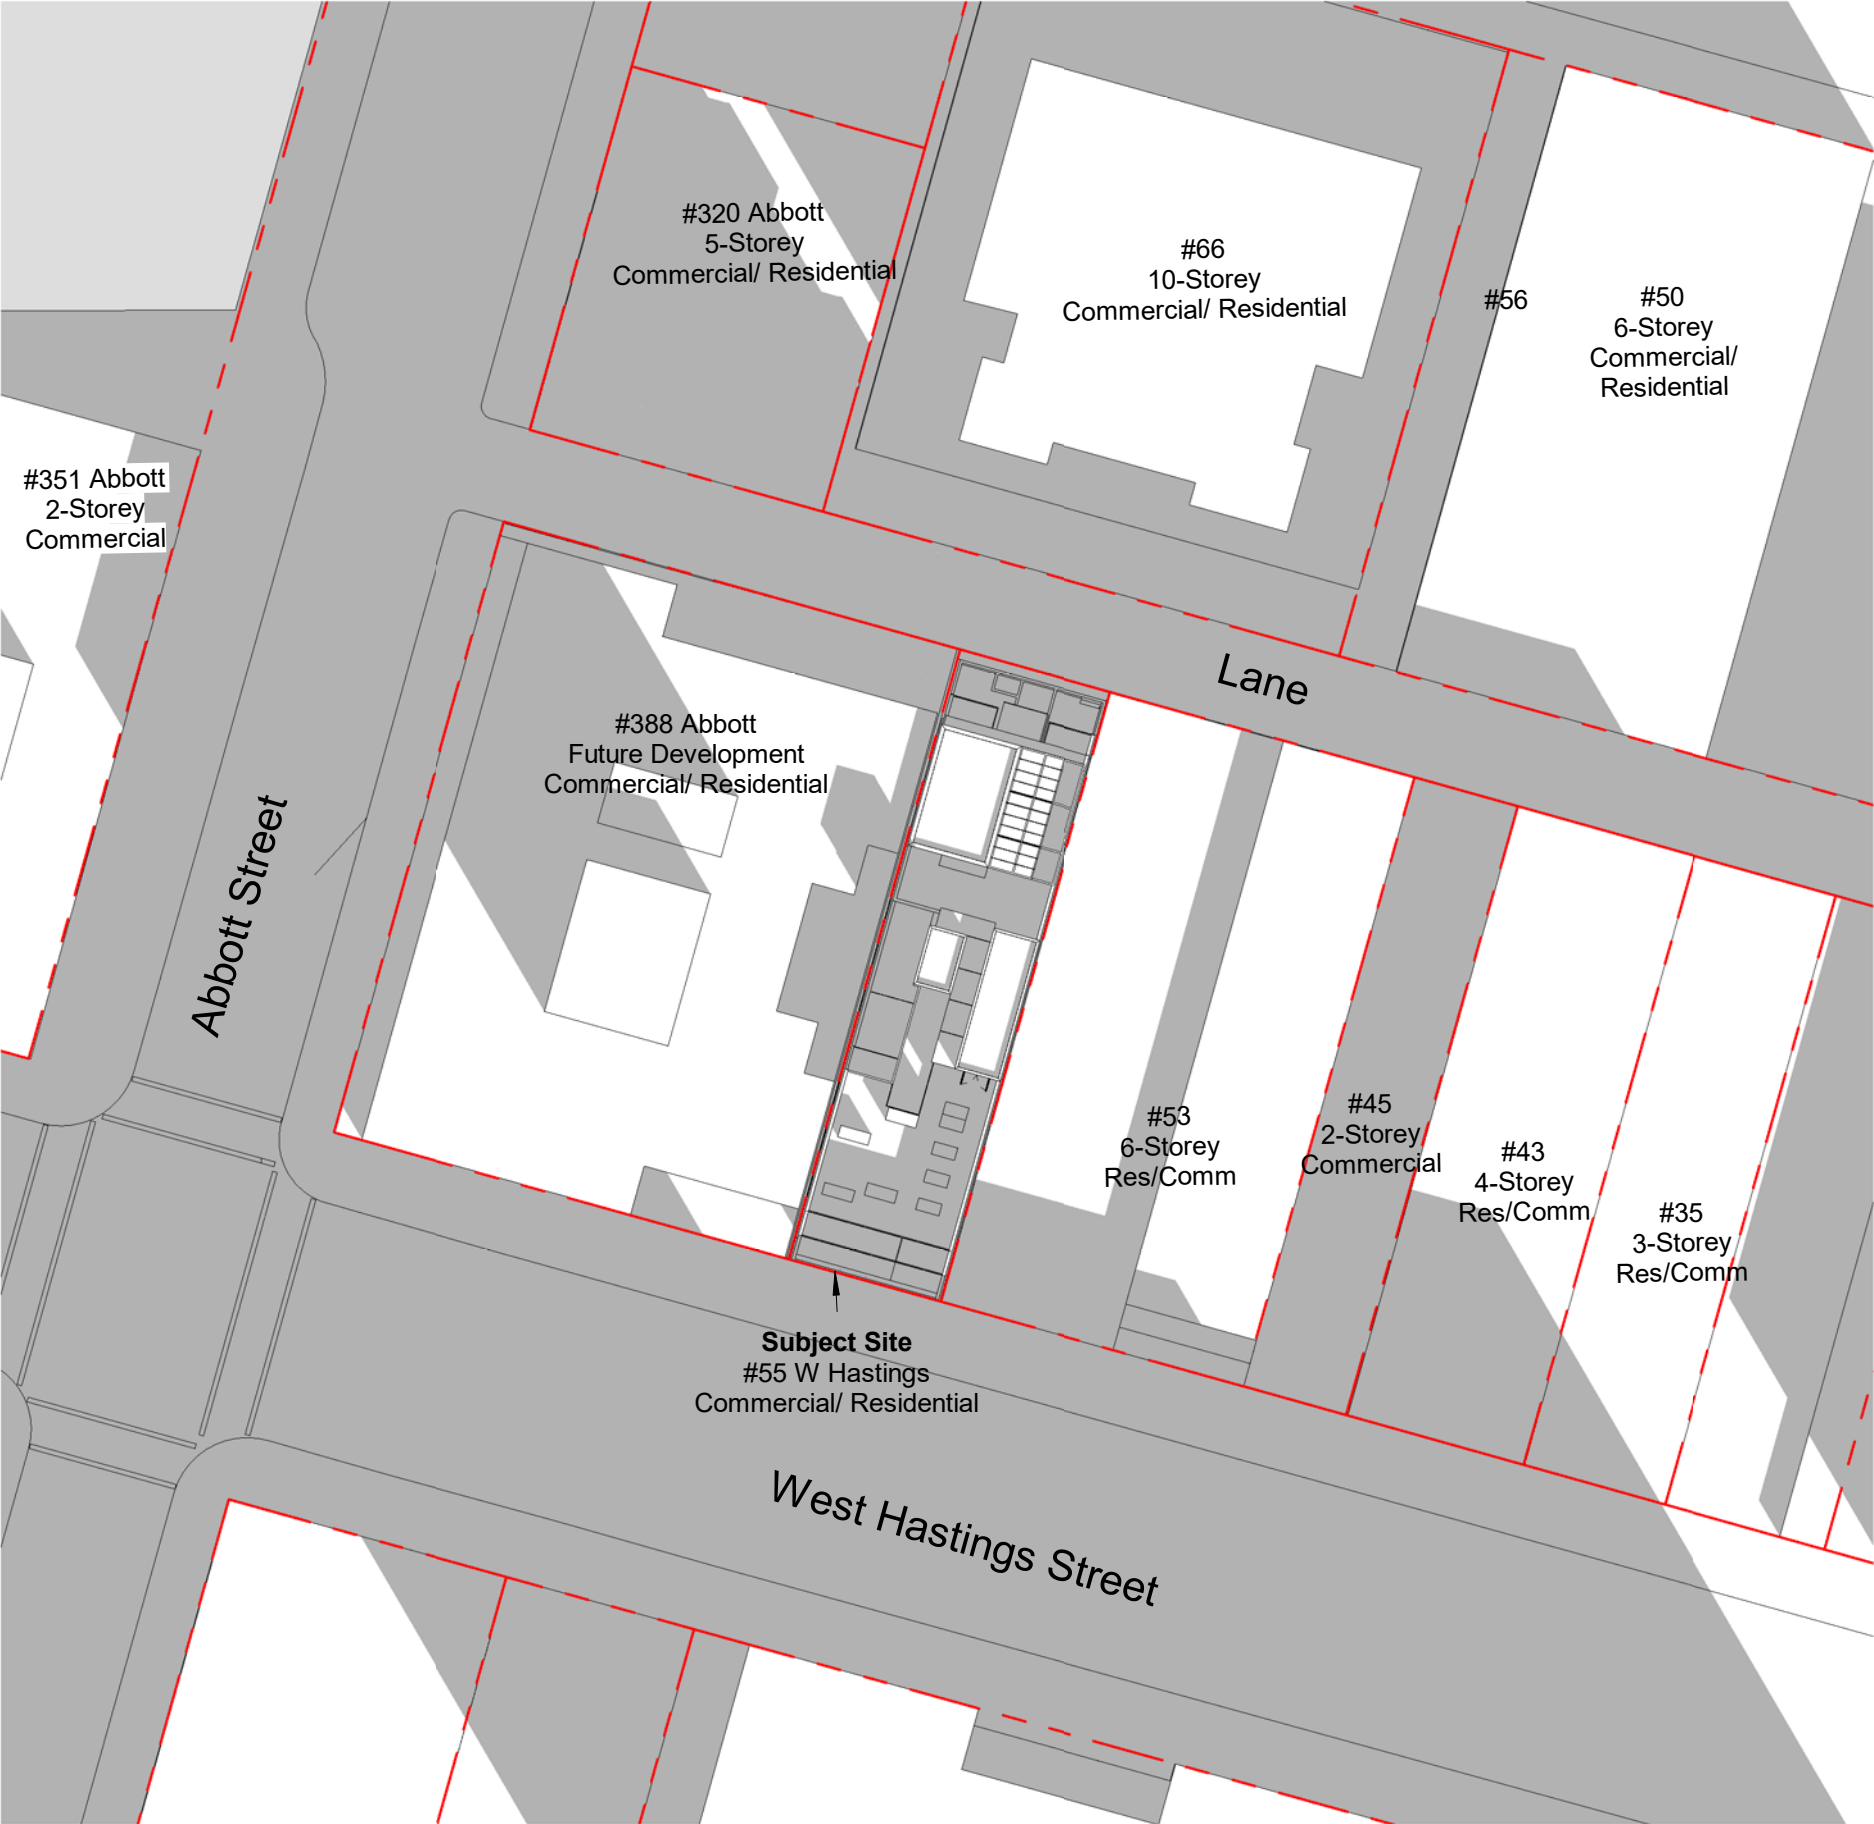 #320 Abbott
5-Storey
Commercial/ Residential
#66
10-Storey
Commercial/ Residential
#56
#50
6-Storey
Commercial/
Residential
#351 Abbott
2-Storey
Commercial
Lane
#388 Abbott
Future Development
Commercial/ Residential
Abbott Street
#53
6-Storey
Res/Comm
#45
2-Storey
Commercial
#43
4-Storey
Res/Comm
#35
3-Storey
Res/Comm
Subject Site
#55 W Hastings
Commercial/ Residential
West Hastings Street